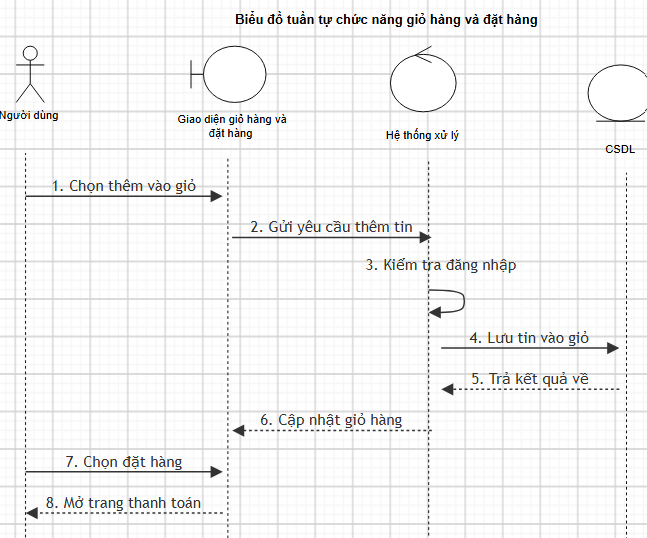 Biểu đồ tuần tự chức năng giỏ hàng và đặt hàng
Người dùng
Giao diện giỏ hàng và
đặt hàng
Hệ thống xử lý
CSDL
1. Chọn thêm vào giỏ
2. Gửi yêu cầu thêm tin
3. Kiểm tra đăng nhập
4. Lưu tin vào giỏ
5. Trả kết quả về
6. Cập nhật giỏ hàng
7. Chọn đặt hàng
8. Mở trang thanh toán